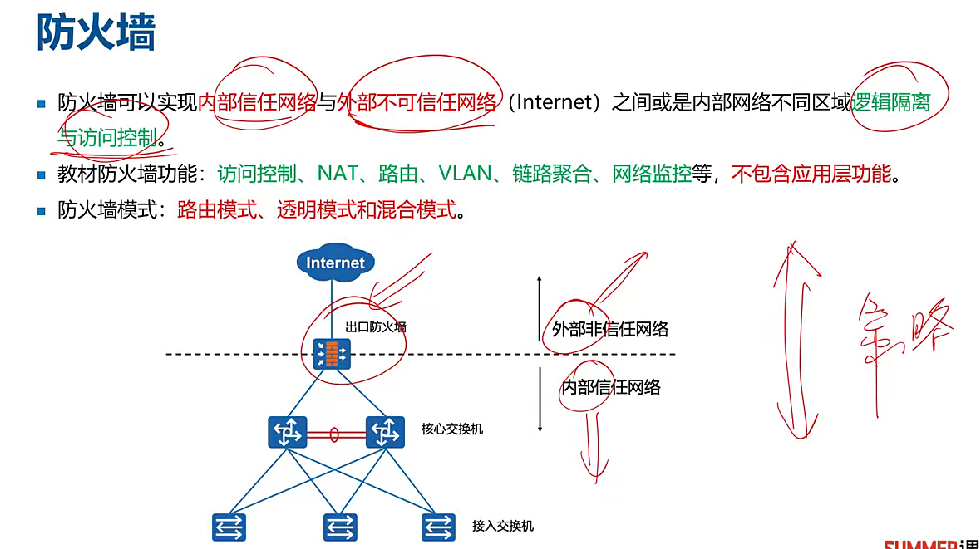 防火墙
防火墙可以实现内部信任网络与外部不可信任网络（Internet）之间或是内部网络不同区域逻辑隔离
与访问控制。
教材防火墙功能：访问控制、NAT、路由、VLAN、链路聚合、网络监控等，不包含应用层功能。
防火墙模式：路由模式、透明模式和混合模式。
Internet
出口防火墙
外部非信任网络
策略
内部信任网络
核心交换机
接入交换机
SUMMER课